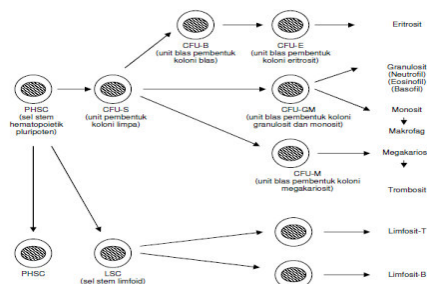 CFU-B
(unit blas pembentuk
koloni blas)
CFU-E
(unit blas pembentuk
koloni eritrosit)
Eritrosit
PHSC
(sel stem
hematopoietik
pluripoten)
CFU-S
(unit pembentuk
koloni limpa)
CFU-GM
(unit blas pembentuk koloni
granulosit dan monosit)
Granulosit
(Neutrofil)
(Eosinofil)
(Basofil)
Monosit
Makrofag
CFU-M
(unit blas pembentuk koloni
megakariosit)
Megakarios
Trombosit
PHSC
LSC
(sel stem limfoid)
Limfosit-T
Limfosit-B